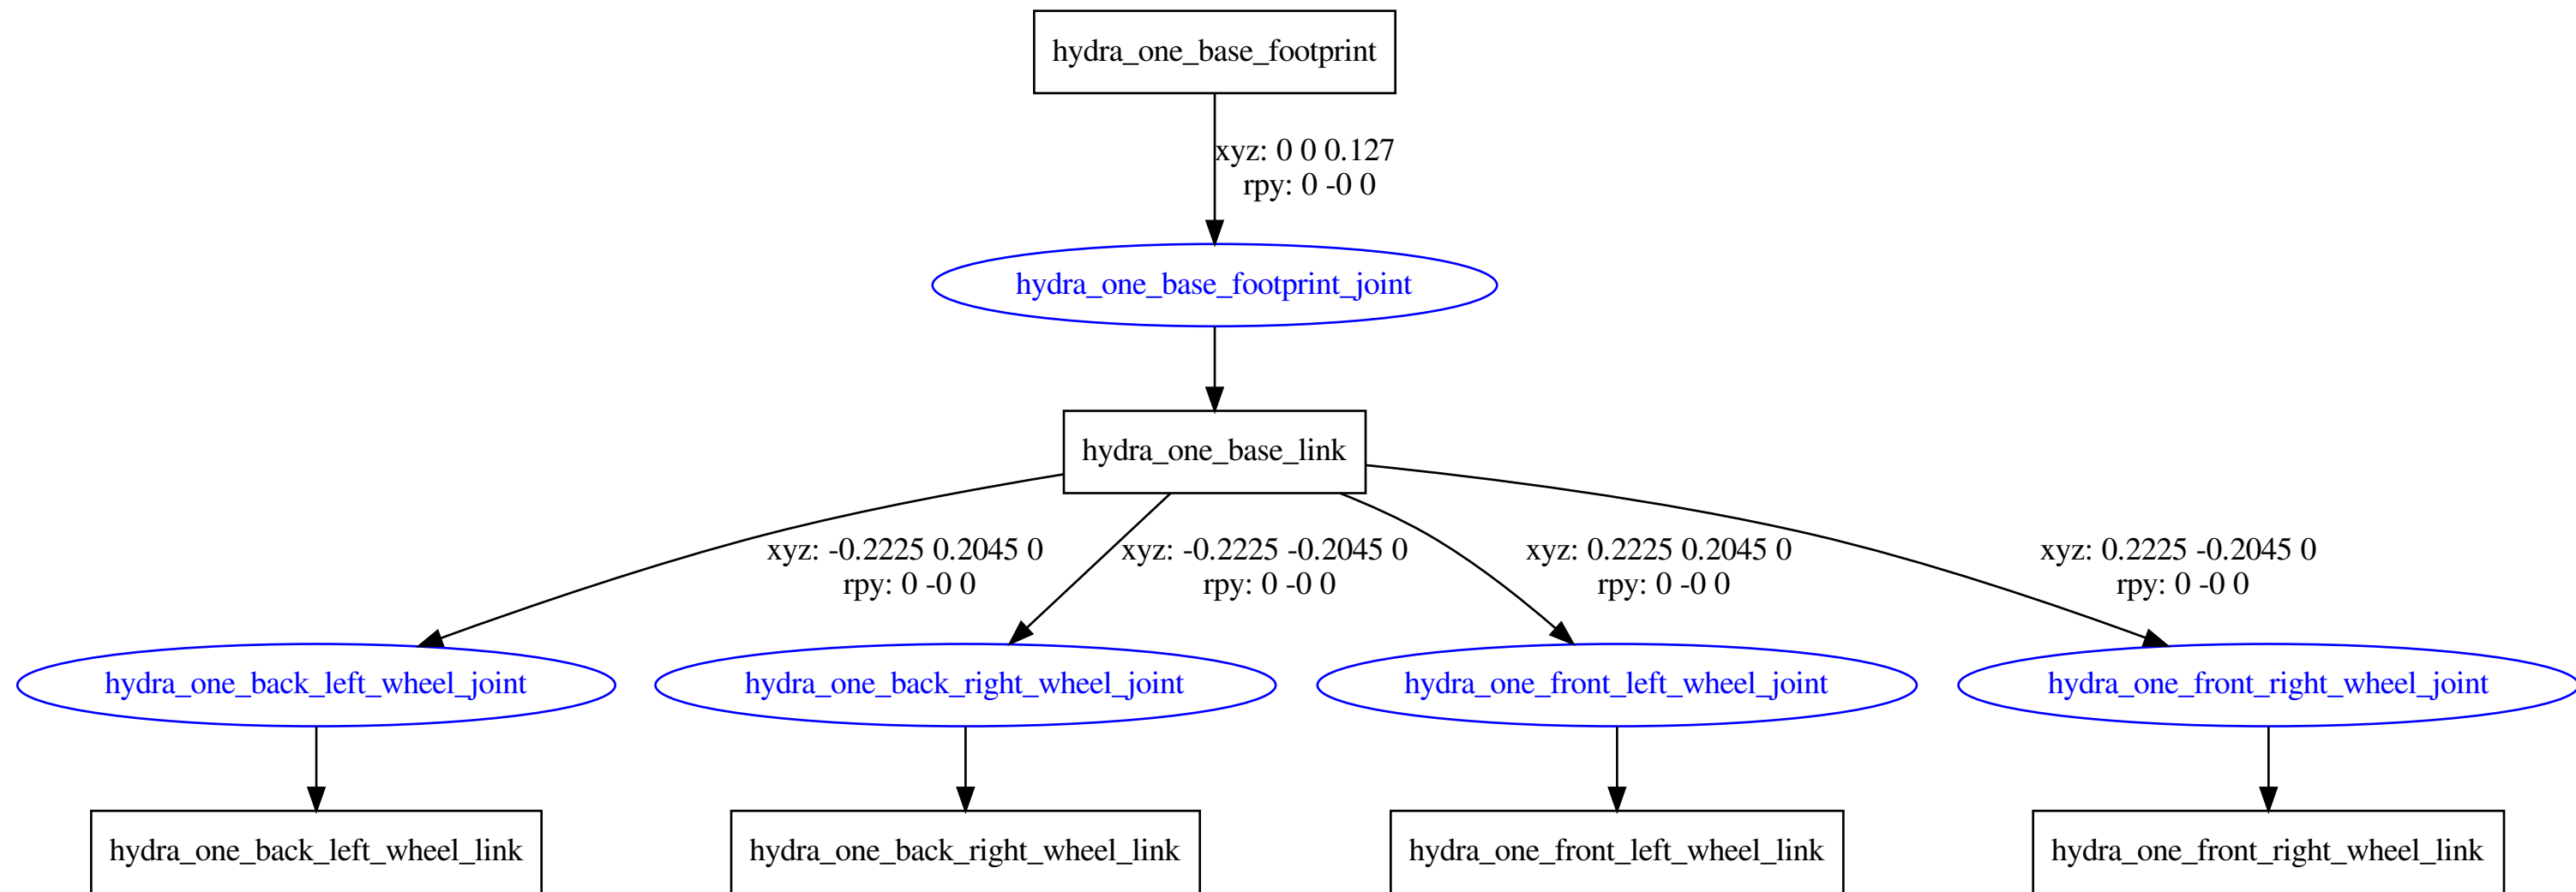 hydra_one_base_footprint
xyz: 0 0 0.127
rpy: 0 -0 0
hydra_one_base_footprint_joint
hydra_one_base_link
xyz: -0.2225 0.2045 0
rpy: 0 -0 0
xyz: -0.2225 -0.2045 0
rpy: 0 -0 0
xyz: 0.2225 0.2045 0
rpy: 0 -0 0
xyz: 0.2225 -0.2045 0
rpy: 0 -0 0
hydra_one_back_left_wheel_joint
hydra_one_back_right_wheel_joint
hydra_one_front_left_wheel_joint
hydra_one_front_right_wheel_joint
hydra_one_back_left_wheel_link
hydra_one_back_right_wheel_link
hydra_one_front_left_wheel_link
hydra_one_front_right_wheel_link